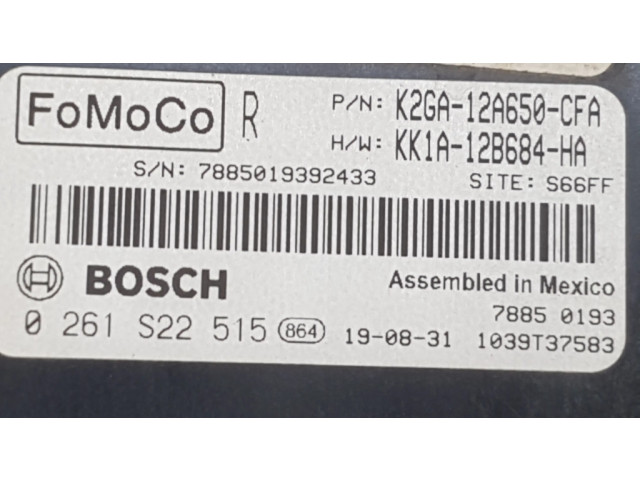 FoMoCo R P/N: K2GA-12A650-CFA
H/W: KK1A-12B684-HA
S/N: 7885019392433 SITE: S66FF
BOSCH Assembled in Mexico
7885 0193
0 261 S22 515 864 19-08-31 1039T37583